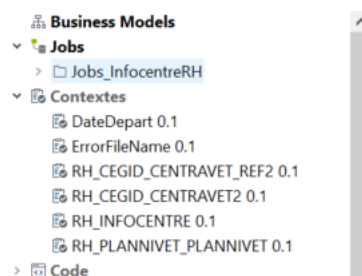 Business Models
Jobs
Jobs_InfocentreRH
Contextes
DateDepart 0.1
ErrorFileName 0.1
RH_CEGID_CENTRAVET_REF2 0.1
RH_CEGID_CENTRAVET2 0.1
RH_INFOCENTRE 0.1
RH_PLANNIVET_PLANNIVET 0.1
Code